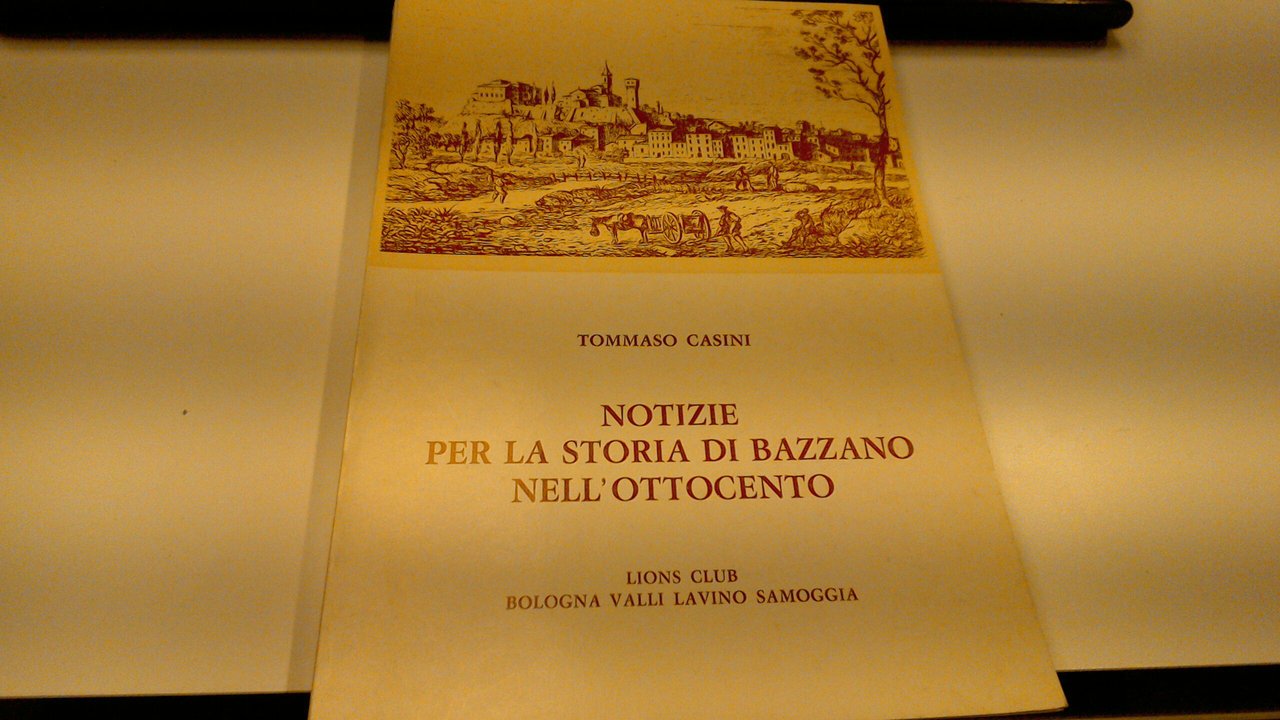 TOMMASO CASINI
NOTIZIE
PER LA STORIA DI BAZZANO
NELL'OTTOCENTO
LIONS CLUB
BOLOGNA VALLI LAVINO SAMOGGIA